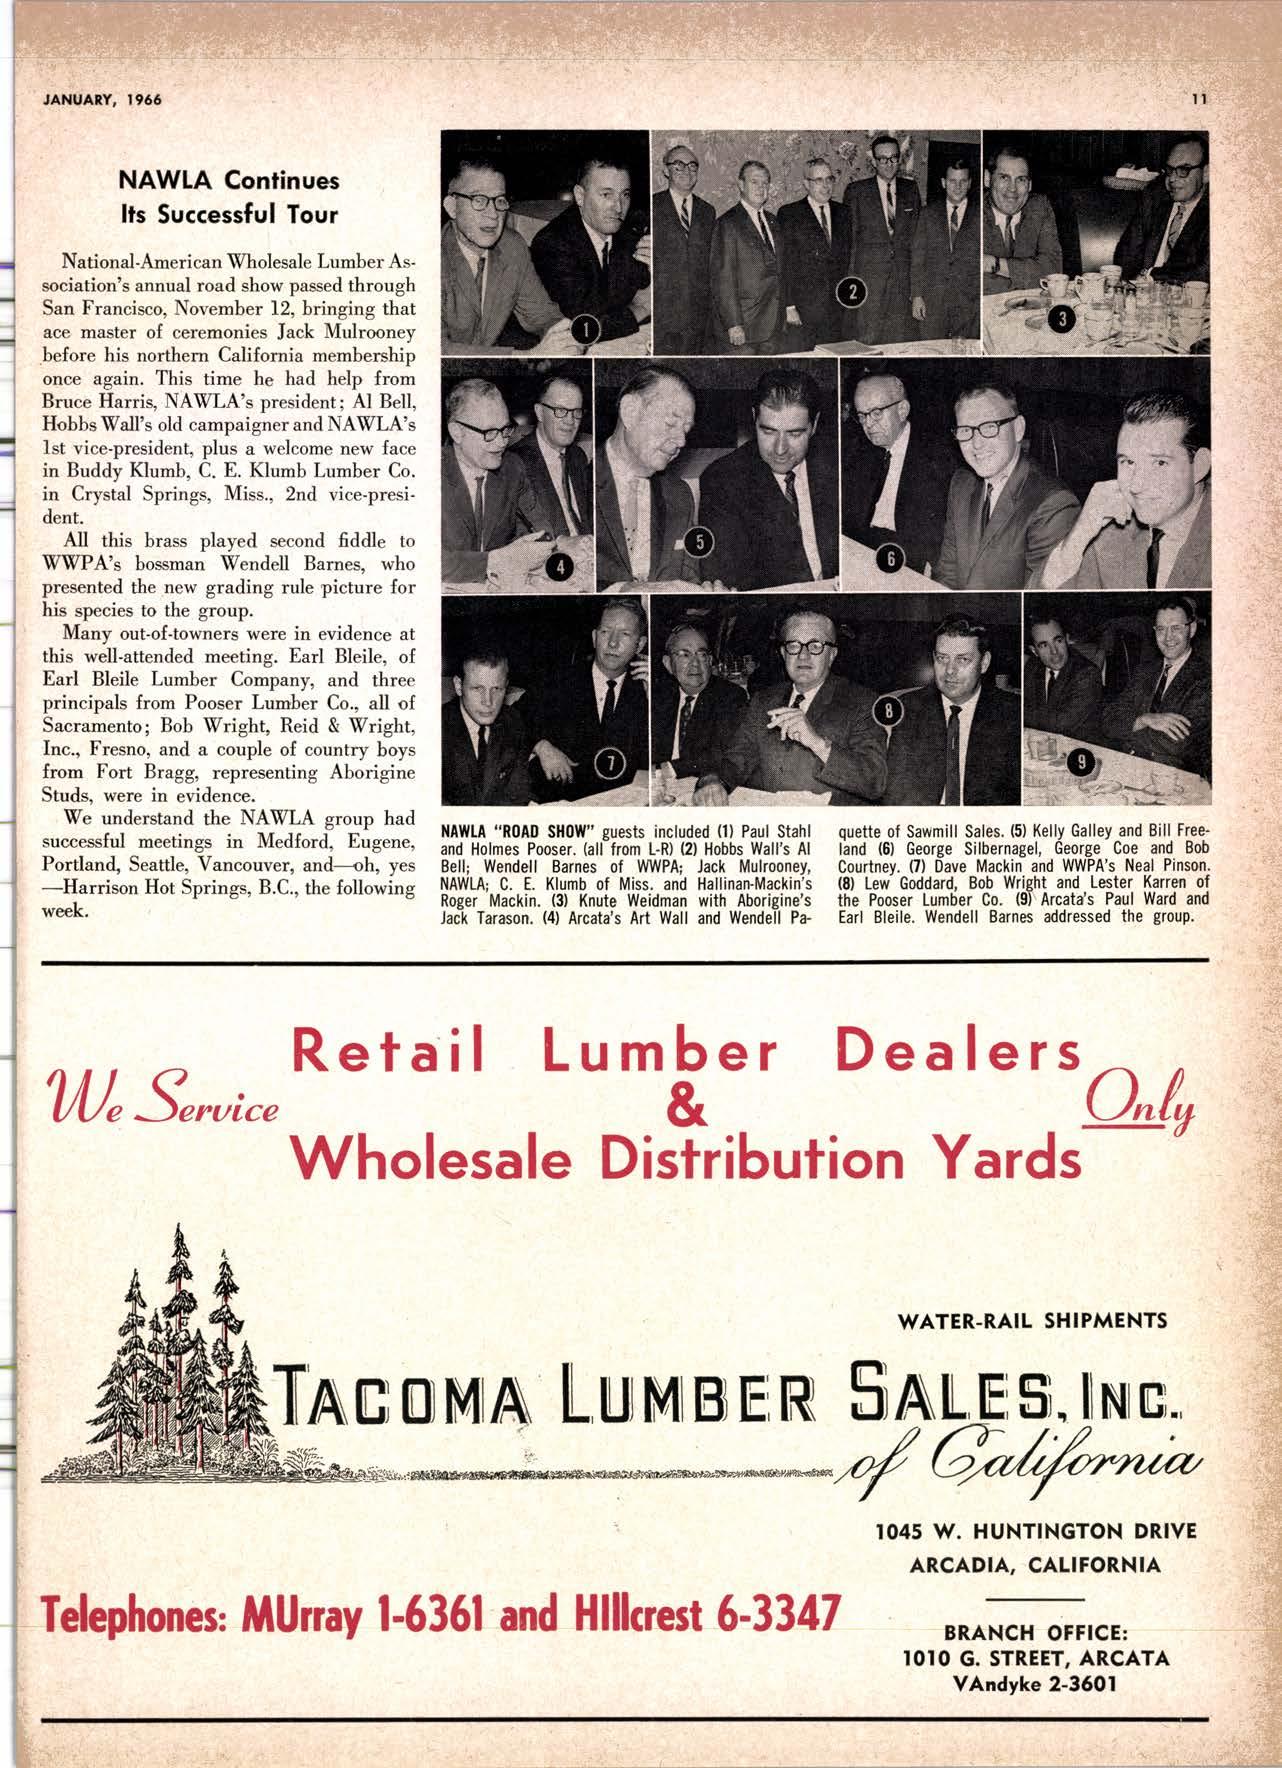 JANUARY, 1966
11
NAWLA Continues
Its Successful Tour
National-American Wholesale Lumber As-
sociation's annual road show passed through
San Francisco, November 12, bringing that
ace master of ceremonies Jack Mulrooney
before his northern California membership
once again. This time he had help from
Bruce Harris, NAWLA's president; Al Bell,
Hobbs Wall's old campaigner and NAWLA's
1st vice-president, plus a welcome new face
in Buddy Klumb, C. E. Klumb Lumber Co.
in Crystal Springs, Miss., 2nd vice-presi-
dent.
All this brass played second fiddle to
WWPA's bossman Wendell Barnes, who
presented the new grading rule picture for
his species to the group.
Many out-of-towners were in evidence at
this well-attended meeting. Earl Bleile, of
Earl Bleile Lumber Company, and three
principals from Pooser Lumber Co., all of
Sacramento; Bob Wright, Reid & Wright,
Inc., Fresno, and a couple of country boys
from Fort Bragg, representing Aborigine
Studs, were in evidence.
We understand the NAWLA group had
successful meetings in Medford, Eugene,
Portland, Seattle, Vancouver, and—oh, yes
—Harrison Hot Springs, B.C., the following
week.
1
2
3
4
5
6
7
8
9
NAWLA "ROAD SHOW" guests included (1) Paul Stahl
and Holmes Pooser. (all from L-R) (2) Hobbs Wall's Al
Bell; Wendell Barnes of WWPA; Jack Mulrooney,
NAWLA; C. E. Klumb of Miss. and Hallinan-Mackin's
Roger Mackin. (3) Knute Weidman with Aborigine's
Jack Tarason. (4) Arcata's Art Wall and Wendell Pa-
quette of Sawmill Sales. (5) Kelly Galley and Bill Free-
land (6) George Silbernagel, George Coe and Bob
Courtney. (7) Dave Mackin and WWPA's Neal Pinson.
(8) Lew Goddard, Bob Wright and Lester Karren of
the Pooser Lumber Co. (9) Arcata's Paul Ward and
Earl Bleile. Wendell Barnes addressed the group.
We Service
Retail Lumber Dealers
&
Wholesale Distribution Yards
Only
WATER-RAIL SHIPMENTS
TACOMA LUMBER SALES, INC.
of California
1045 W. HUNTINGTON DRIVE
ARCADIA, CALIFORNIA
Telephones: MUrray 1-6361 and HIllcrest 6-3347
BRANCH OFFICE:
1010 G. STREET, ARCATA
VAndyke 2-3601